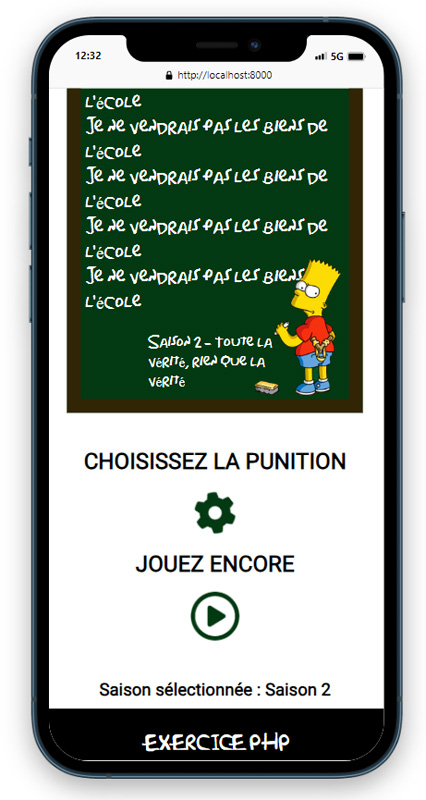 12:32
5G
http://localhost:8000
L'école
Je ne vendrais pas les biens de
l'école
Je ne vendrais pas les biens de
l'école
Je ne vendrais pas les biens de
l'école
Je ne vendrais pas les biens
l'école
Saison 2 - Toute la
vérité, rien que la
vérité
CHOISISSEZ LA PUNITION
JOUEZ ENCORE
Saison sélectionnée : Saison 2
EXERCICE PHP